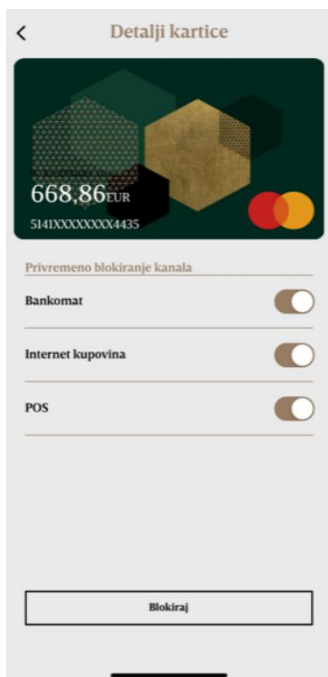 Detalji kartice
668,86EUR
5141XXXXXXXX4435
Privremeno blokiranje kanala
Bankomat
Internet kupovina
POS
Blokiraj